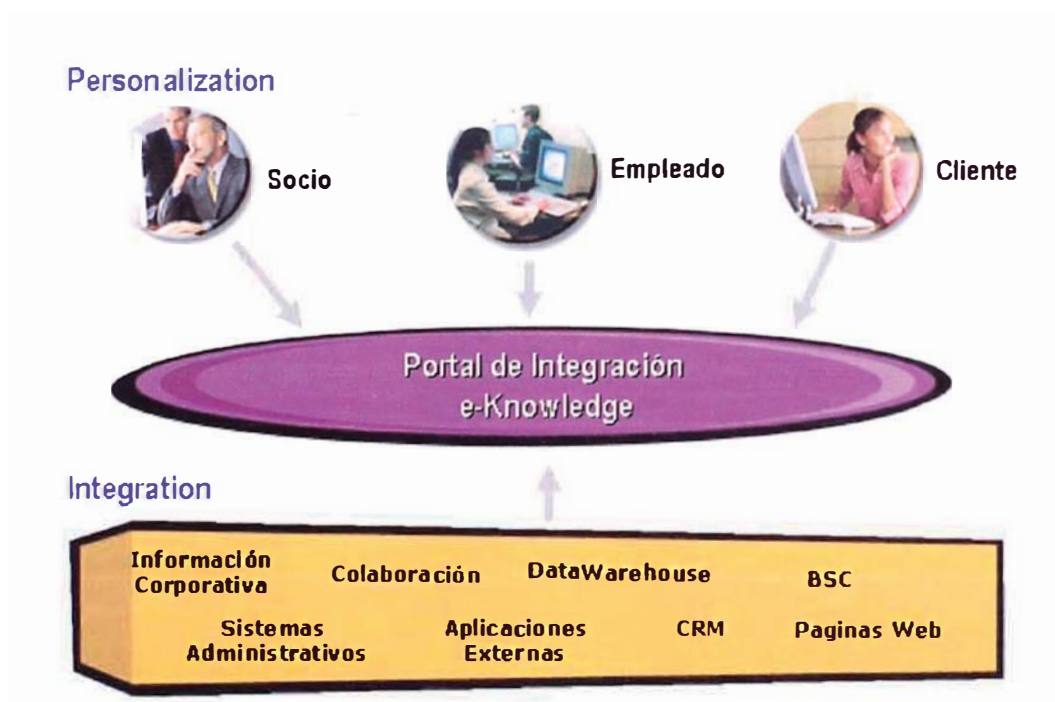 Personalization
Socio
Empleado
Cliente
Portal de Integración
e-Knowledge
Integration
Información
Corporativa
Colaboración
DataWarehouse
BSC
Sistemas
Administrativos
Aplicaciones
Externas
CRM
Paginas Web